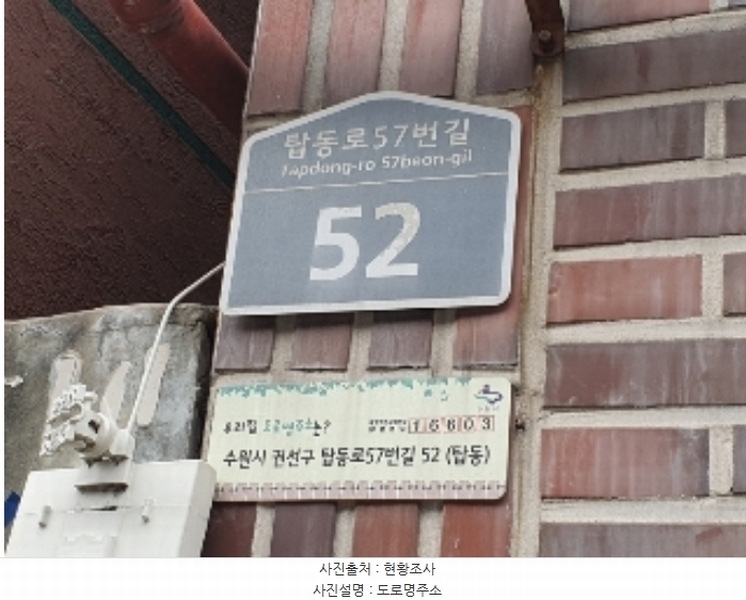 탑동로57번길
Tapdong-ro 57beon-gil
52
우리집 도로명주소는?
16603
수원시 권선구 탑동로57번길 52 (탑동)
사진출처 : 현황조사
사진설명 : 도로명주소